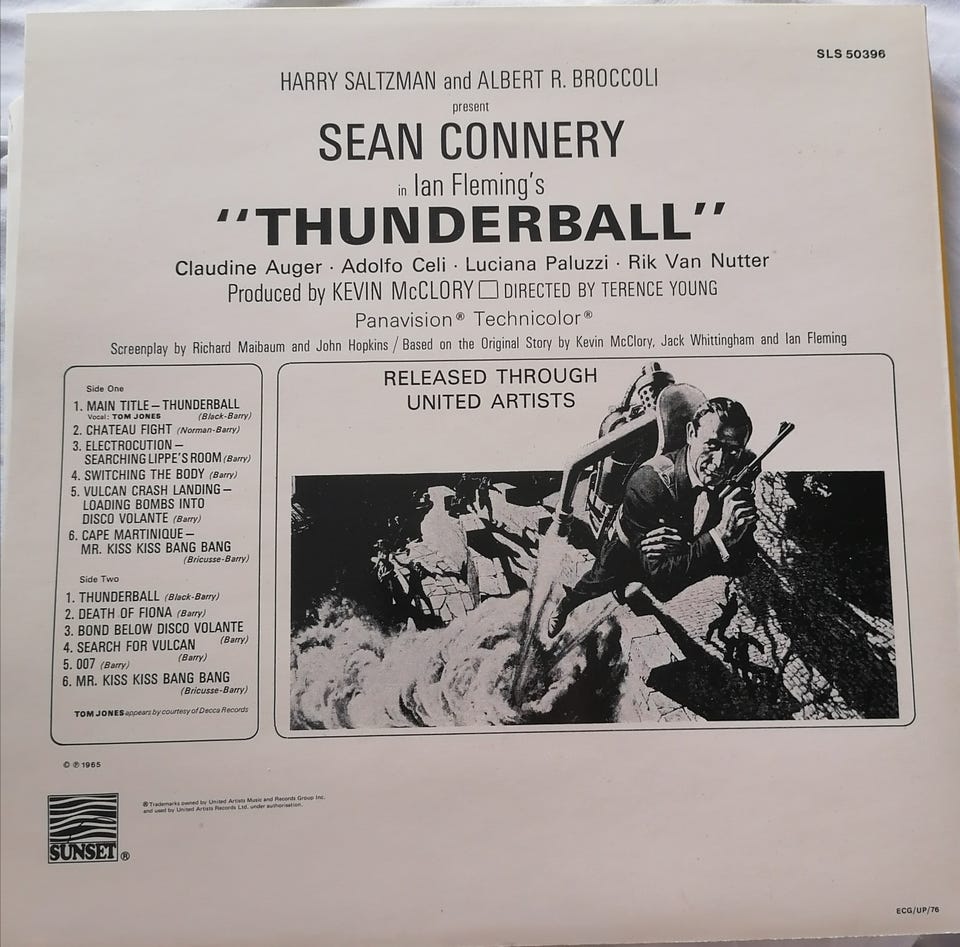 SLS 50396
HARRY SALTZMAN and ALBERT R. BROCCOLI
present
SEAN CONNERY
in Ian Fleming's
"THUNDERBALL"
Claudine Auger · Adolfo Celi · Luciana Paluzzi · Rik Van Nutter
Produced by KEVIN McCLORY □ DIRECTED BY TERENCE YOUNG
Panavision® Technicolor®
Screenplay by Richard Maibaum and John Hopkins / Based on the Original Story by Kevin McClory, Jack Whittingham and Ian Fleming
Side One
1. MAIN TITLE – THUNDERBALL
Vocal: TOM JONES (Black-Barry)
2. CHATEAU FIGHT (Norman-Barry)
3. ELECTROCUTION –
SEARCHING LIPPE'S ROOM (Barry)
4. SWITCHING THE BODY (Barry)
5. VULCAN CRASH LANDING –
LOADING BOMBS INTO
DISCO VOLANTE (Barry)
6. CAPE MARTINIQUE –
MR. KISS KISS BANG BANG
(Bricusse-Barry)
Side Two
1. THUNDERBALL (Black-Barry)
2. DEATH OF FIONA (Barry)
3. BOND BELOW DISCO VOLANTE
(Barry)
4. SEARCH FOR VULCAN
(Barry)
5. 007 (Barry)
6. MR. KISS KISS BANG BANG
(Bricusse-Barry)
TOM JONES appears by courtesy of Decca Records
RELEASED THROUGH
UNITED ARTISTS
© ℗ 1965
SUNSET ®
® Trademarks owned by United Artists Music and Records Group Inc.
and used by United Artists Records Ltd. under authorisation.
ECG/UP/76